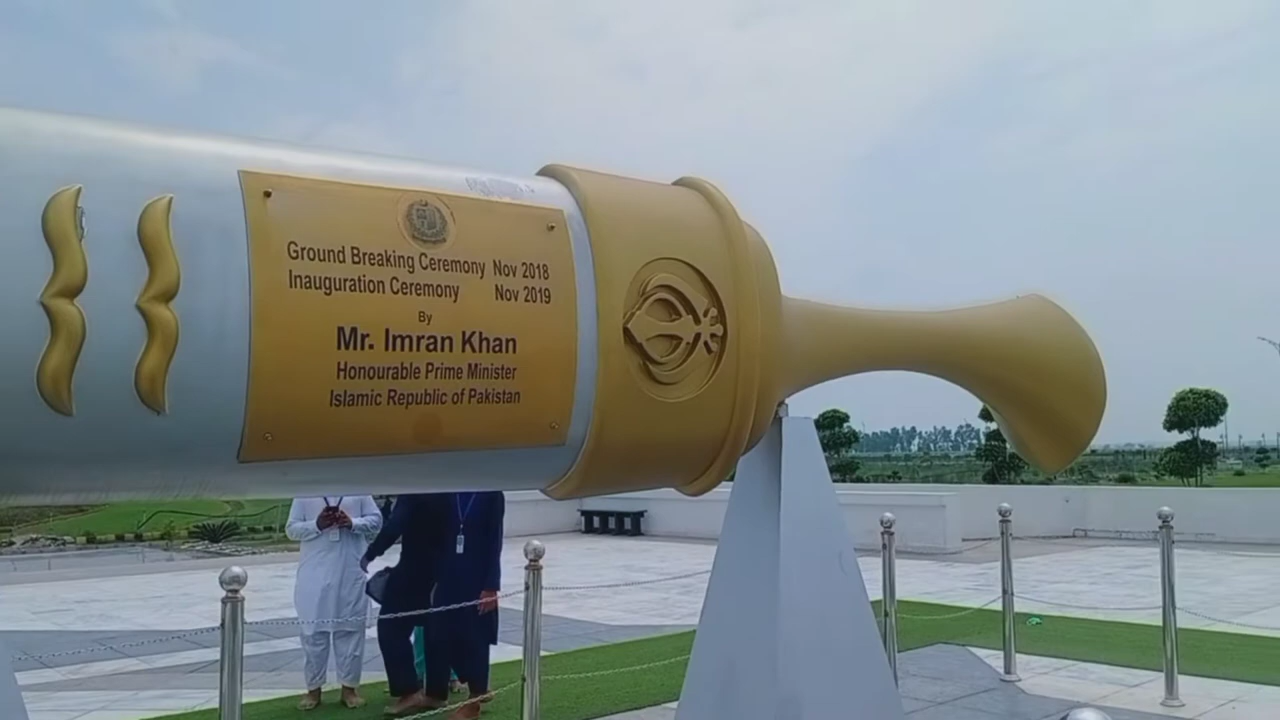 Ground Breaking Ceremony Nov 2018
Inauguration Ceremony Nov 2019
By
Mr. Imran Khan
Honourable Prime Minister
Islamic Republic of Pakistan